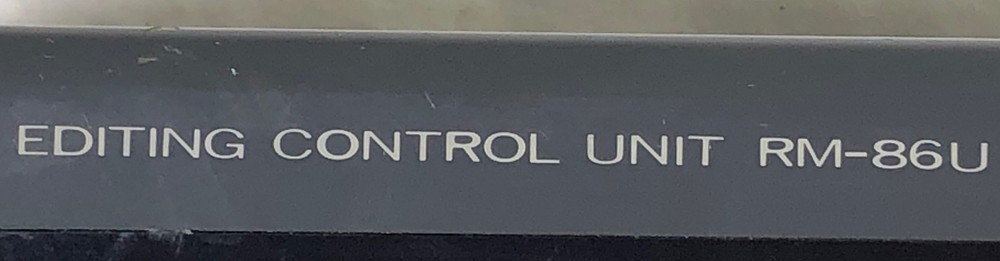 EDITING CONTROL UNIT RM-86U